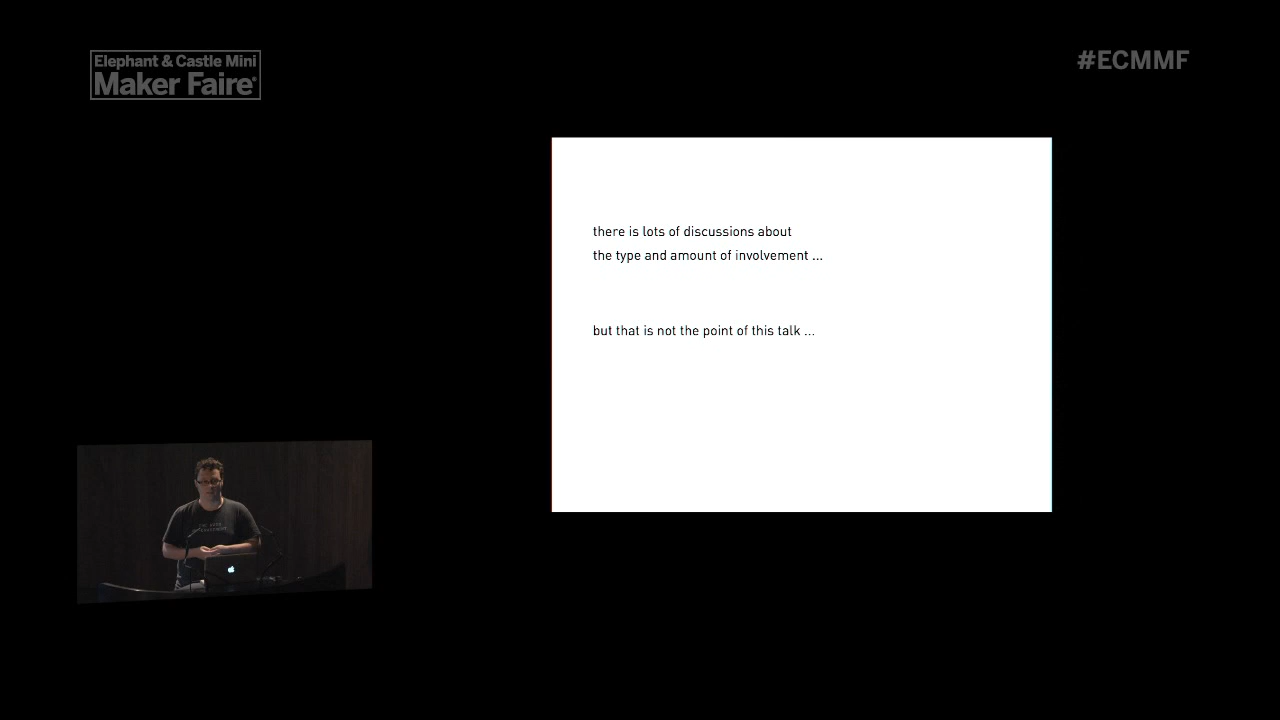 Elephant & Castle Mini
Maker Faire®
#ECMMF
there is lots of discussions about
the type and amount of involvement ...
but that is not the point of this talk ...